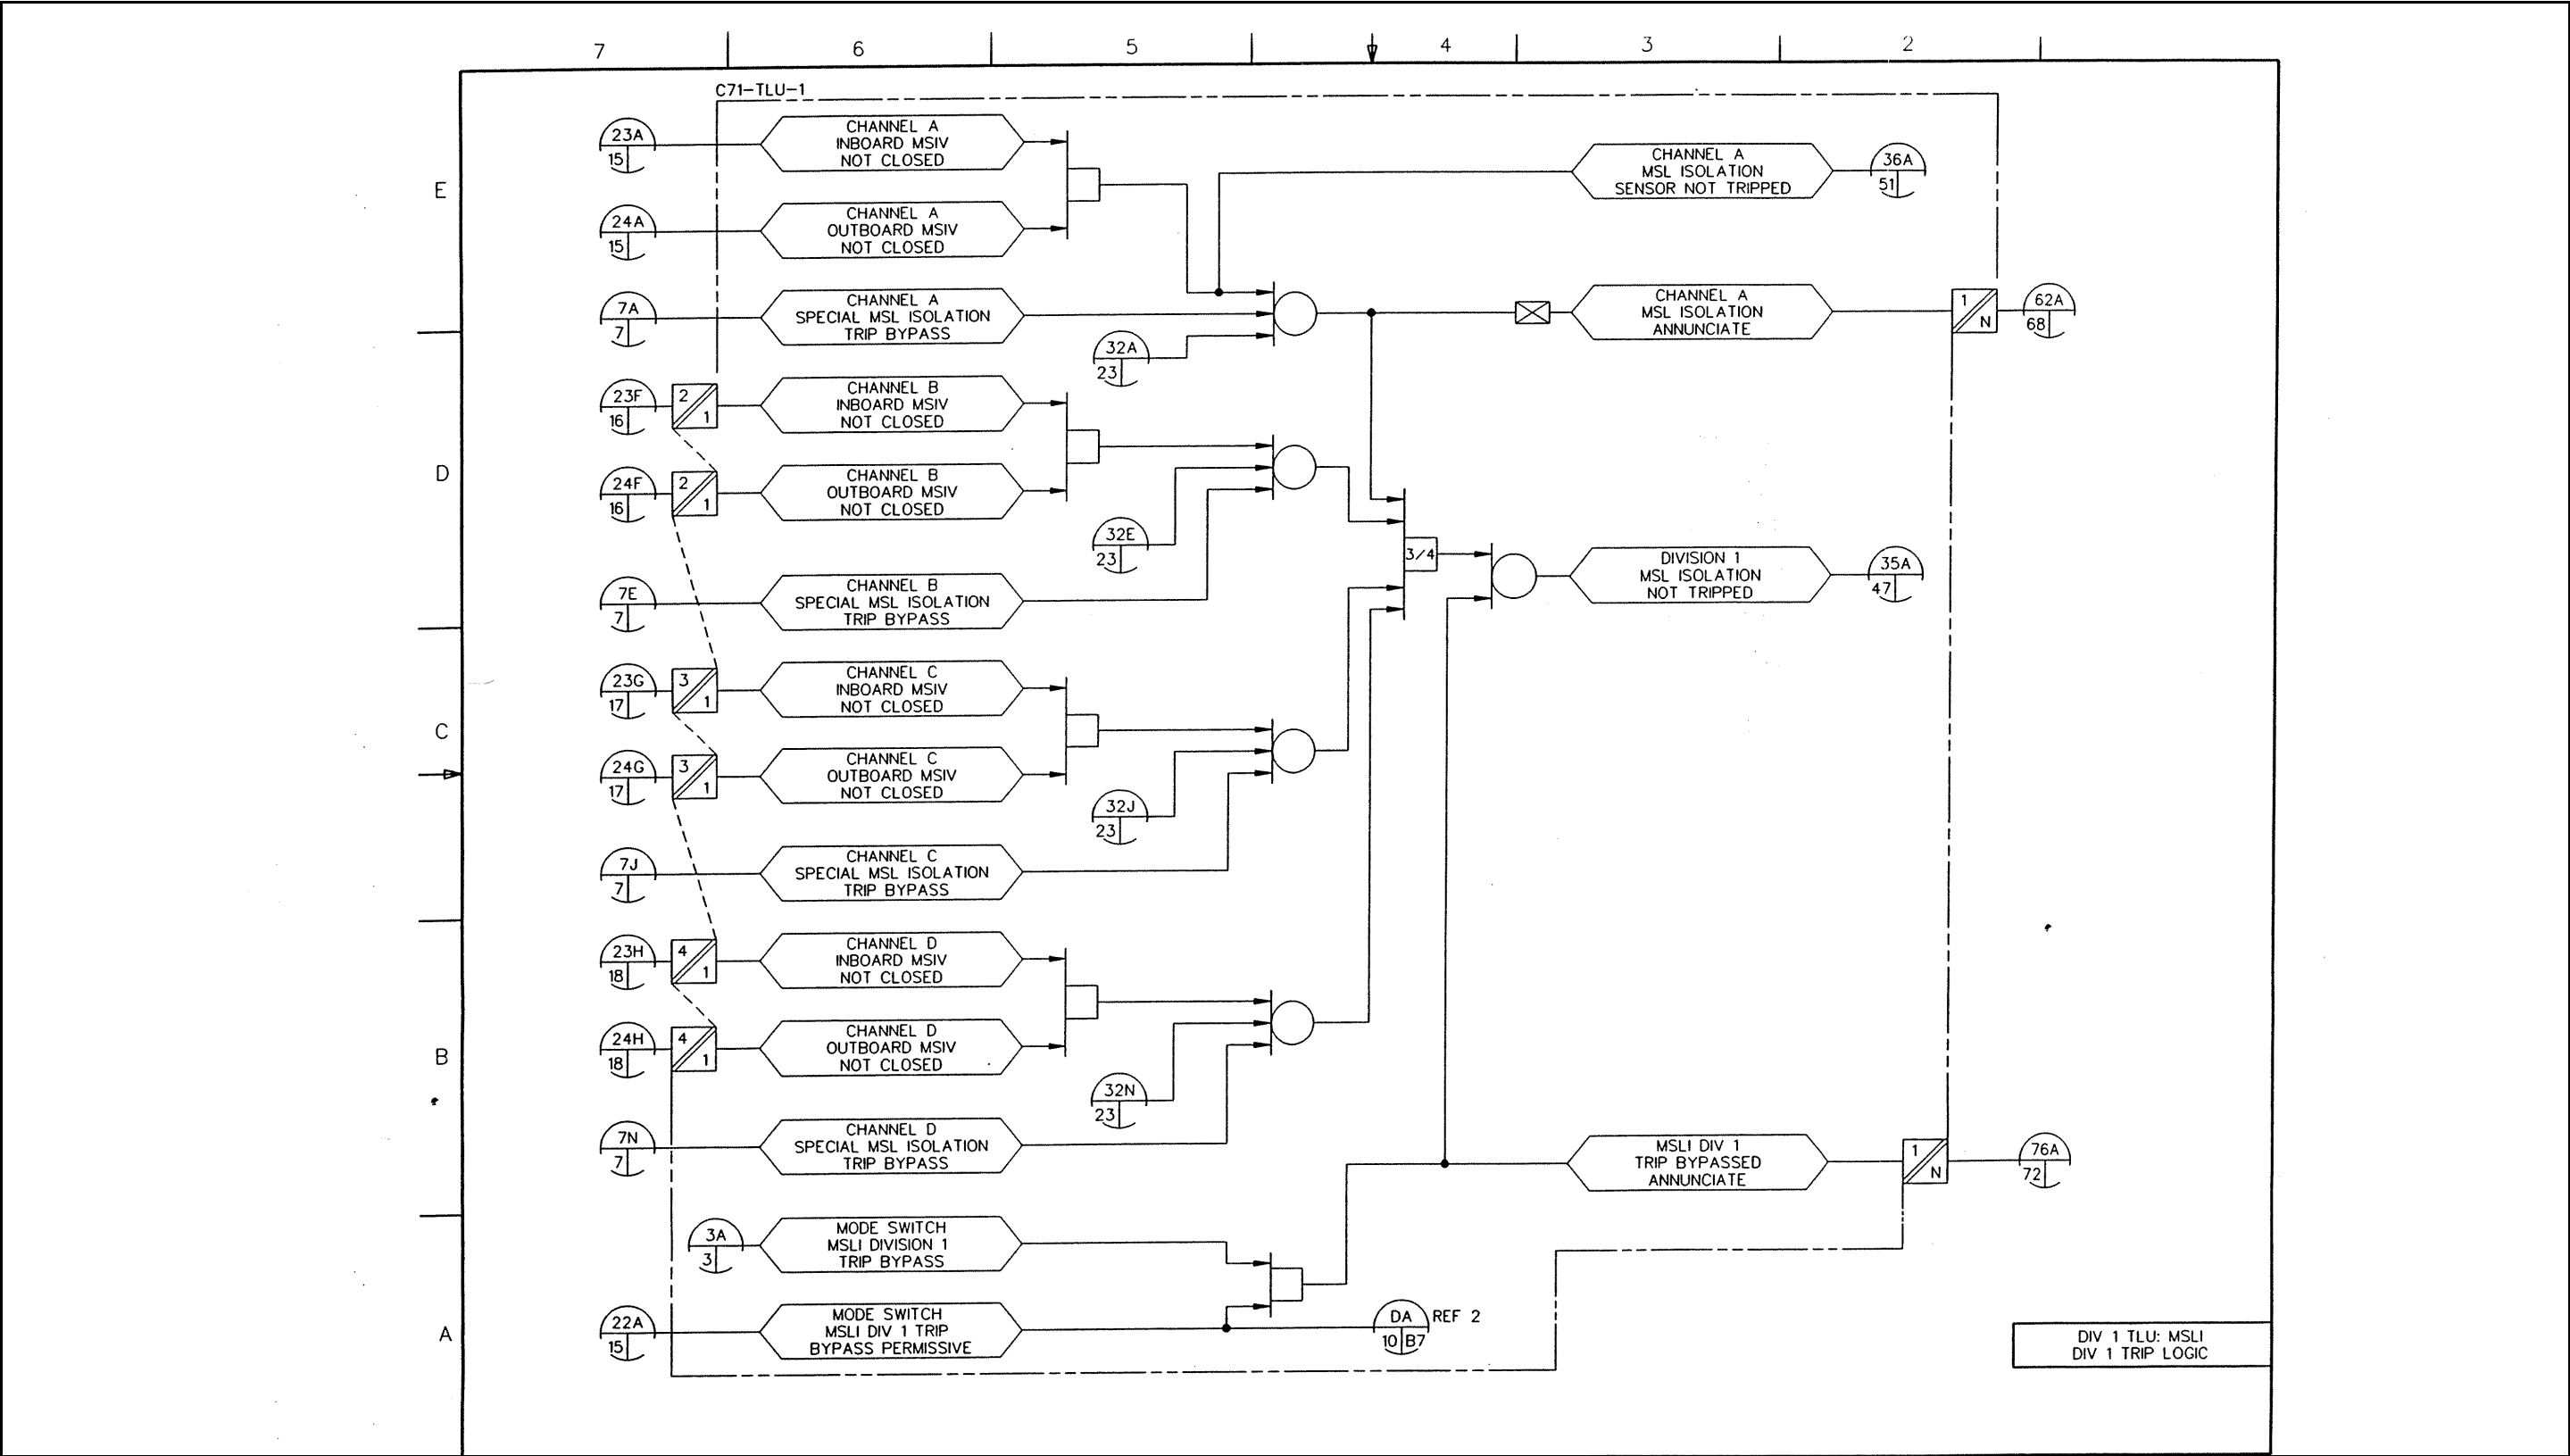 7 6 5 4 3 2
C71-TLU-1
E
D
C
B
A
23A
15
CHANNEL A
INBOARD MSIV
NOT CLOSED
24A
15
CHANNEL A
OUTBOARD MSIV
NOT CLOSED
7A
7
CHANNEL A
SPECIAL MSL ISOLATION
TRIP BYPASS
32A
23
CHANNEL A
MSL ISOLATION
SENSOR NOT TRIPPED
36A
51
CHANNEL A
MSL ISOLATION
ANNUNCIATE
1
N
62A
68
23F
16
2
1
CHANNEL B
INBOARD MSIV
NOT CLOSED
24F
16
2
1
CHANNEL B
OUTBOARD MSIV
NOT CLOSED
32E
23
7E
7
CHANNEL B
SPECIAL MSL ISOLATION
TRIP BYPASS
3/4
DIVISION 1
MSL ISOLATION
NOT TRIPPED
35A
47
23G
17
3
1
CHANNEL C
INBOARD MSIV
NOT CLOSED
24G
17
3
1
CHANNEL C
OUTBOARD MSIV
NOT CLOSED
32J
23
7J
7
CHANNEL C
SPECIAL MSL ISOLATION
TRIP BYPASS
23H
18
4
1
CHANNEL D
INBOARD MSIV
NOT CLOSED
24H
18
4
1
CHANNEL D
OUTBOARD MSIV
NOT CLOSED
32N
23
7N
7
CHANNEL D
SPECIAL MSL ISOLATION
TRIP BYPASS
MSLI DIV 1
TRIP BYPASSED
ANNUNCIATE
1
N
76A
72
3A
3
MODE SWITCH
MSLI DIVISION 1
TRIP BYPASS
22A
15
MODE SWITCH
MSLI DIV 1 TRIP
BYPASS PERMISSIVE
DA
10 B7
REF 2
DIV 1 TLU: MSLI
DIV 1 TRIP LOGIC